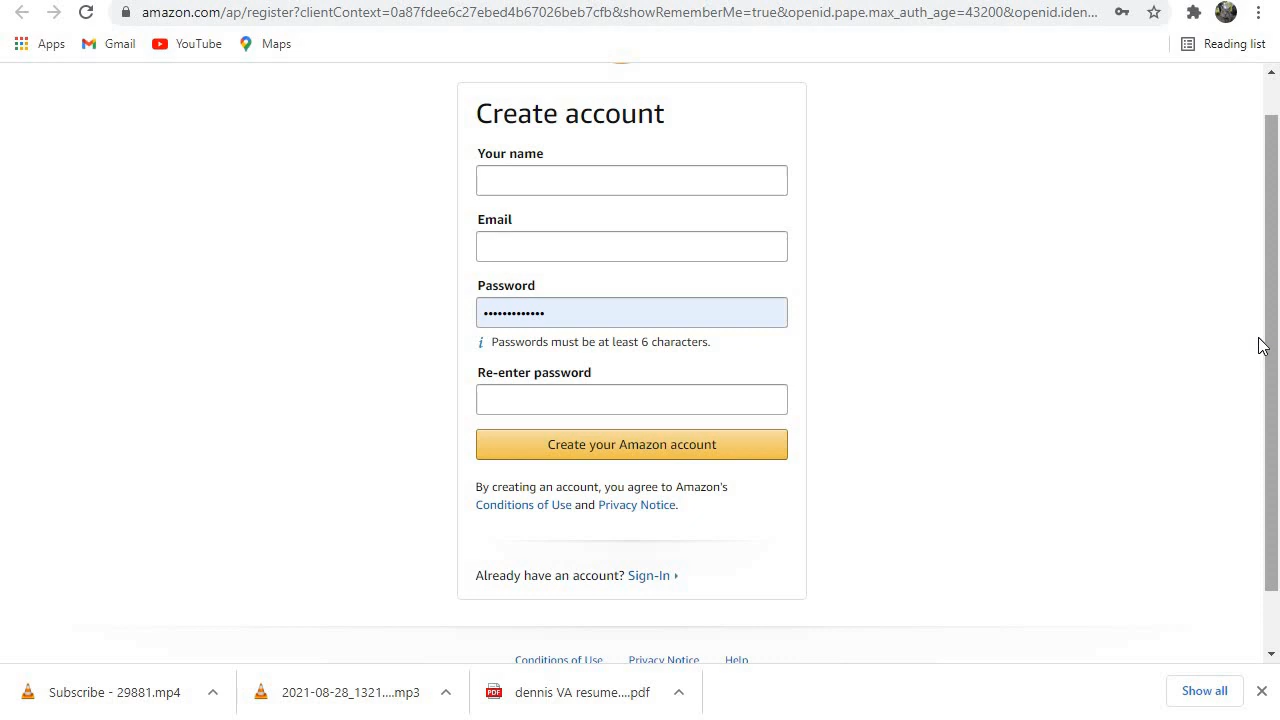 amazon.com/ap/register?clientContext=0a87fdee6c27ebed4b67026beb7cfb&showRememberMe=true&openid.pape.max_auth_age=43200&openid.iden...
Apps Gmail YouTube Maps Reading list
Create account
Your name
Email
Password
•••••••••••••
i Passwords must be at least 6 characters.
Re-enter password
Create your Amazon account
By creating an account, you agree to Amazon's
Conditions of Use and Privacy Notice.
Already have an account? Sign-In
Conditions of Use Privacy Notice Help
Subscribe - 29881.mp4 2021-08-28_1321....mp3 PDF dennis VA resume....pdf Show all